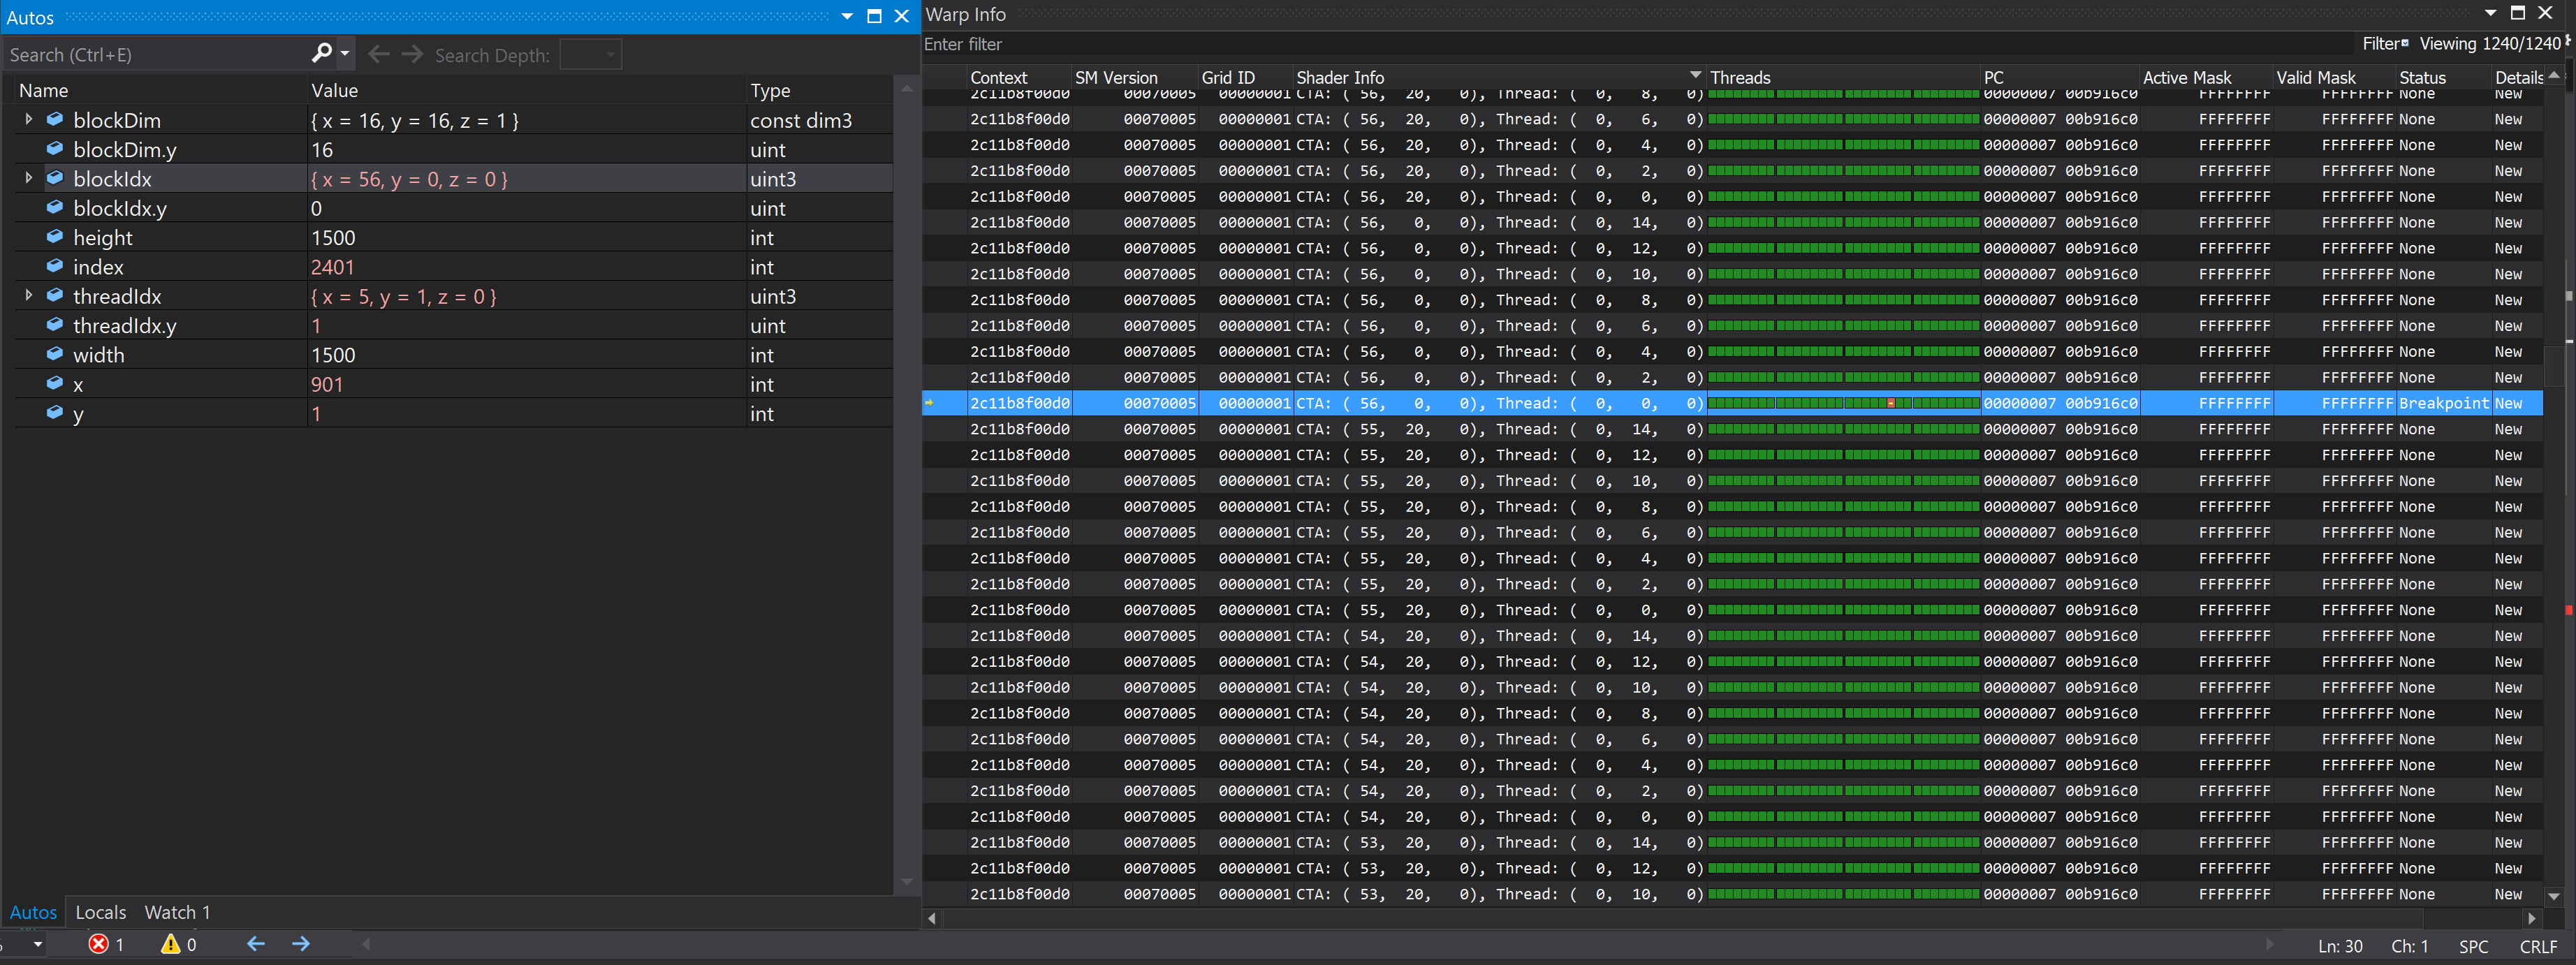 Autos
Search (Ctrl+E)
Search Depth:
Name Value Type
blockDim { x = 16, y = 16, z = 1 } const dim3
blockDim.y 16 uint
blockIdx { x = 56, y = 0, z = 0 } uint3
blockIdx.y 0 uint
height 1500 int
index 2401 int
threadIdx { x = 5, y = 1, z = 0 } uint3
threadIdx.y 1 uint
width 1500 int
x 901 int
y 1 int
Autos Locals Watch 1
1 0
Warp Info
Enter filter Filter Viewing 1240/1240
Context SM Version Grid ID Shader Info Threads PC Active Mask Valid Mask Status Details
2c11b8f00d0 00070005 00000001 CTA: ( 56, 20, 0), Thread: ( 0, 8, 0) 00000007 00b916c0 FFFFFFFF FFFFFFFF None New
2c11b8f00d0 00070005 00000001 CTA: ( 56, 20, 0), Thread: ( 0, 6, 0) 00000007 00b916c0 FFFFFFFF FFFFFFFF None New
2c11b8f00d0 00070005 00000001 CTA: ( 56, 20, 0), Thread: ( 0, 4, 0) 00000007 00b916c0 FFFFFFFF FFFFFFFF None New
2c11b8f00d0 00070005 00000001 CTA: ( 56, 20, 0), Thread: ( 0, 2, 0) 00000007 00b916c0 FFFFFFFF FFFFFFFF None New
2c11b8f00d0 00070005 00000001 CTA: ( 56, 20, 0), Thread: ( 0, 0, 0) 00000007 00b916c0 FFFFFFFF FFFFFFFF None New
2c11b8f00d0 00070005 00000001 CTA: ( 56, 0, 0), Thread: ( 0, 14, 0) 00000007 00b916c0 FFFFFFFF FFFFFFFF None New
2c11b8f00d0 00070005 00000001 CTA: ( 56, 0, 0), Thread: ( 0, 12, 0) 00000007 00b916c0 FFFFFFFF FFFFFFFF None New
2c11b8f00d0 00070005 00000001 CTA: ( 56, 0, 0), Thread: ( 0, 10, 0) 00000007 00b916c0 FFFFFFFF FFFFFFFF None New
2c11b8f00d0 00070005 00000001 CTA: ( 56, 0, 0), Thread: ( 0, 8, 0) 00000007 00b916c0 FFFFFFFF FFFFFFFF None New
2c11b8f00d0 00070005 00000001 CTA: ( 56, 0, 0), Thread: ( 0, 6, 0) 00000007 00b916c0 FFFFFFFF FFFFFFFF None New
2c11b8f00d0 00070005 00000001 CTA: ( 56, 0, 0), Thread: ( 0, 4, 0) 00000007 00b916c0 FFFFFFFF FFFFFFFF None New
2c11b8f00d0 00070005 00000001 CTA: ( 56, 0, 0), Thread: ( 0, 2, 0) 00000007 00b916c0 FFFFFFFF FFFFFFFF None New
2c11b8f00d0 00070005 00000001 CTA: ( 56, 0, 0), Thread: ( 0, 0, 0) 00000007 00b916c0 FFFFFFFF FFFFFFFF Breakpoint New
2c11b8f00d0 00070005 00000001 CTA: ( 55, 20, 0), Thread: ( 0, 14, 0) 00000007 00b916c0 FFFFFFFF FFFFFFFF None New
2c11b8f00d0 00070005 00000001 CTA: ( 55, 20, 0), Thread: ( 0, 12, 0) 00000007 00b916c0 FFFFFFFF FFFFFFFF None New
2c11b8f00d0 00070005 00000001 CTA: ( 55, 20, 0), Thread: ( 0, 10, 0) 00000007 00b916c0 FFFFFFFF FFFFFFFF None New
2c11b8f00d0 00070005 00000001 CTA: ( 55, 20, 0), Thread: ( 0, 8, 0) 00000007 00b916c0 FFFFFFFF FFFFFFFF None New
2c11b8f00d0 00070005 00000001 CTA: ( 55, 20, 0), Thread: ( 0, 6, 0) 00000007 00b916c0 FFFFFFFF FFFFFFFF None New
2c11b8f00d0 00070005 00000001 CTA: ( 55, 20, 0), Thread: ( 0, 4, 0) 00000007 00b916c0 FFFFFFFF FFFFFFFF None New
2c11b8f00d0 00070005 00000001 CTA: ( 55, 20, 0), Thread: ( 0, 2, 0) 00000007 00b916c0 FFFFFFFF FFFFFFFF None New
2c11b8f00d0 00070005 00000001 CTA: ( 55, 20, 0), Thread: ( 0, 0, 0) 00000007 00b916c0 FFFFFFFF FFFFFFFF None New
2c11b8f00d0 00070005 00000001 CTA: ( 54, 20, 0), Thread: ( 0, 14, 0) 00000007 00b916c0 FFFFFFFF FFFFFFFF None New
2c11b8f00d0 00070005 00000001 CTA: ( 54, 20, 0), Thread: ( 0, 12, 0) 00000007 00b916c0 FFFFFFFF FFFFFFFF None New
2c11b8f00d0 00070005 00000001 CTA: ( 54, 20, 0), Thread: ( 0, 10, 0) 00000007 00b916c0 FFFFFFFF FFFFFFFF None New
2c11b8f00d0 00070005 00000001 CTA: ( 54, 20, 0), Thread: ( 0, 8, 0) 00000007 00b916c0 FFFFFFFF FFFFFFFF None New
2c11b8f00d0 00070005 00000001 CTA: ( 54, 20, 0), Thread: ( 0, 6, 0) 00000007 00b916c0 FFFFFFFF FFFFFFFF None New
2c11b8f00d0 00070005 00000001 CTA: ( 54, 20, 0), Thread: ( 0, 4, 0) 00000007 00b916c0 FFFFFFFF FFFFFFFF None New
2c11b8f00d0 00070005 00000001 CTA: ( 54, 20, 0), Thread: ( 0, 2, 0) 00000007 00b916c0 FFFFFFFF FFFFFFFF None New
2c11b8f00d0 00070005 00000001 CTA: ( 54, 20, 0), Thread: ( 0, 0, 0) 00000007 00b916c0 FFFFFFFF FFFFFFFF None New
2c11b8f00d0 00070005 00000001 CTA: ( 53, 20, 0), Thread: ( 0, 14, 0) 00000007 00b916c0 FFFFFFFF FFFFFFFF None New
2c11b8f00d0 00070005 00000001 CTA: ( 53, 20, 0), Thread: ( 0, 12, 0) 00000007 00b916c0 FFFFFFFF FFFFFFFF None New
2c11b8f00d0 00070005 00000001 CTA: ( 53, 20, 0), Thread: ( 0, 10, 0) 00000007 00b916c0 FFFFFFFF FFFFFFFF None New
Ln: 30 Ch: 1 SPC CRLF